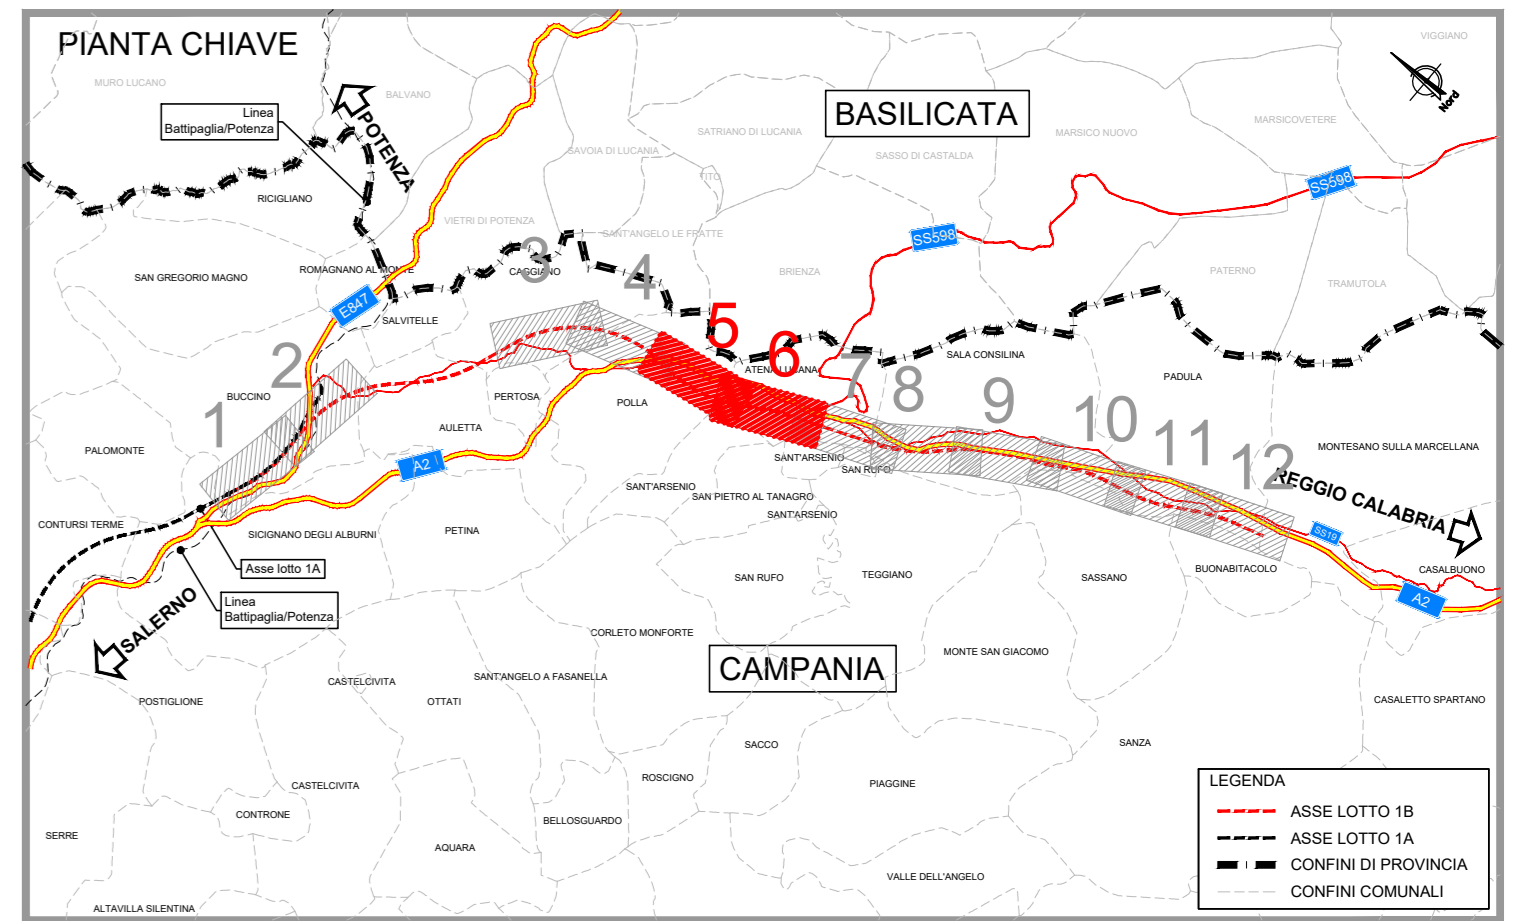 PIANTA CHIAVE
VIGGIANO
MURO LUCANO
BALVANO
Linea
Battipaglia/Potenza
POTENZA
BASILICATA
Nord
SATRIANO DI LUCANIA
MARSICO NUOVO
MARSICOVETERE
SAVOIA DI LUCANIA
SASSO DI CASTALDA
TITO
SS598
RICIGLIANO
VIETRI DI POTENZA
SANT'ANGELO LE FRATTE
SS598
3
CAGGIANO
4
BRIENZA
PATERNO
TRAMUTOLA
SAN GREGORIO MAGNO
ROMAGNANO AL MONTE
E847
SALVITELLE
5
6
ATENA LUCANA
SALA CONSILINA
PADULA
2
1
BUCCINO
PERTOSA
POLLA
7
8
9
10
11
12
AULETTA
PALOMONTE
A2
SANT'ARSENIO
SAN RUFO
MONTESANO SULLA MARCELLANA
SANT'ARSENIO
SAN PIETRO AL TANAGRO
SANT'ARSENIO
REGGIO CALABRIA
CONTURSI TERME
SICIGNANO DEGLI ALBURNI
PETINA
SS19
Asse lotto 1A
SAN RUFO
TEGGIANO
SASSANO
BUONABITACOLO
CASALBUONO
A2
Linea
Battipaglia/Potenza
SALERNO
CORLETO MONFORTE
CAMPANIA
MONTE SAN GIACOMO
CASTELCIVITA
SANT'ANGELO A FASANELLA
POSTIGLIONE
OTTATI
CASALETTO SPARTANO
SACCO
SANZA
ROSCIGNO
PIAGGINE
CASTELCIVITA
CONTRONE
BELLOSGUARDO
SERRE
AQUARA
VALLE DELL'ANGELO
ALTAVILLA SILENTINA
LEGENDA
ASSE LOTTO 1B
ASSE LOTTO 1A
CONFINI DI PROVINCIA
CONFINI COMUNALI